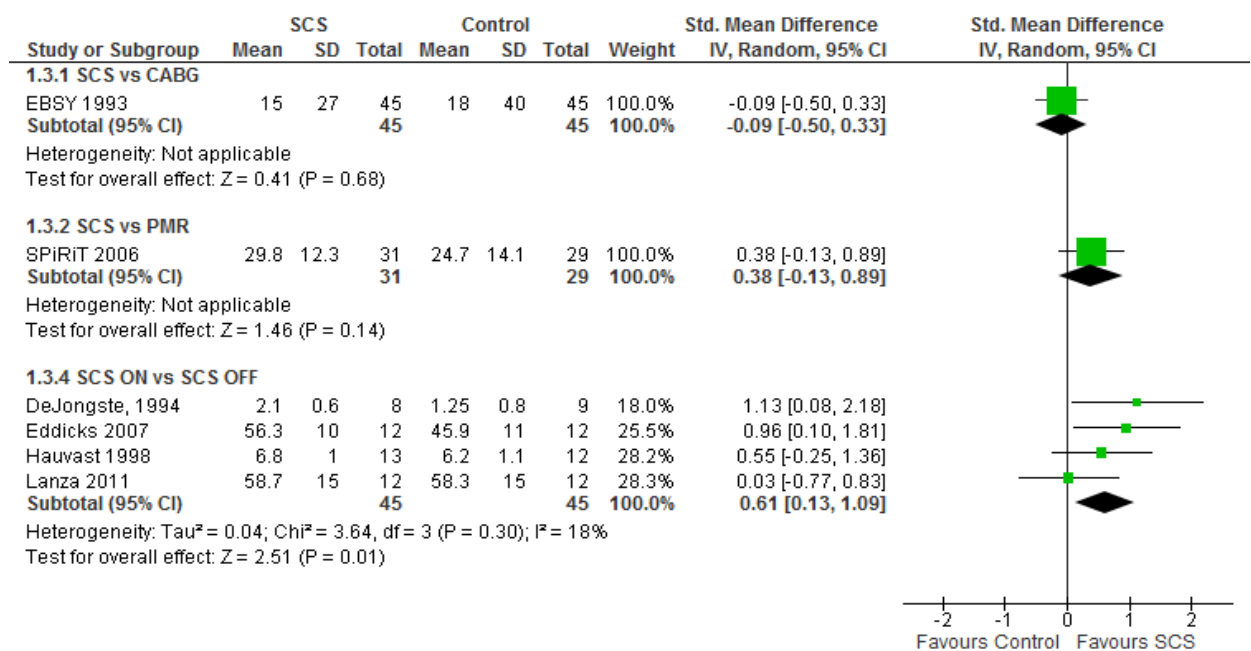 SCS Control Std. Mean Difference Std. Mean Difference
Study or Subgroup Mean SD Total Mean SD Total Weight IV, Random, 95% CI IV, Random, 95% CI
1.3.1 SCS vs CABG
EBSY 1993 15 27 45 18 40 45 100.0% -0.09 [-0.50, 0.33]
Subtotal (95% CI) 45 45 100.0% -0.09 [-0.50, 0.33]
Heterogeneity: Not applicable
Test for overall effect: Z = 0.41 (P = 0.68)
1.3.2 SCS vs PMR
SPiRiT 2006 29.8 12.3 31 24.7 14.1 29 100.0% 0.38 [-0.13, 0.89]
Subtotal (95% CI) 31 29 100.0% 0.38 [-0.13, 0.89]
Heterogeneity: Not applicable
Test for overall effect: Z = 1.46 (P = 0.14)
1.3.4 SCS ON vs SCS OFF
DeJongste, 1994 2.1 0.6 8 1.25 0.8 9 18.0% 1.13 [0.08, 2.18]
Eddicks 2007 56.3 10 12 45.9 11 12 25.5% 0.96 [0.10, 1.81]
Hauvast 1998 6.8 1 13 6.2 1.1 12 28.2% 0.55 [-0.25, 1.36]
Lanza 2011 58.7 15 12 58.3 15 12 28.3% 0.03 [-0.77, 0.83]
Subtotal (95% CI) 45 45 100.0% 0.61 [0.13, 1.09]
Heterogeneity: Tau² = 0.04; Chi² = 3.64, df = 3 (P = 0.30); I² = 18%
Test for overall effect: Z = 2.51 (P = 0.01)
-2 -1 0 1 2
Favours Control Favours SCS